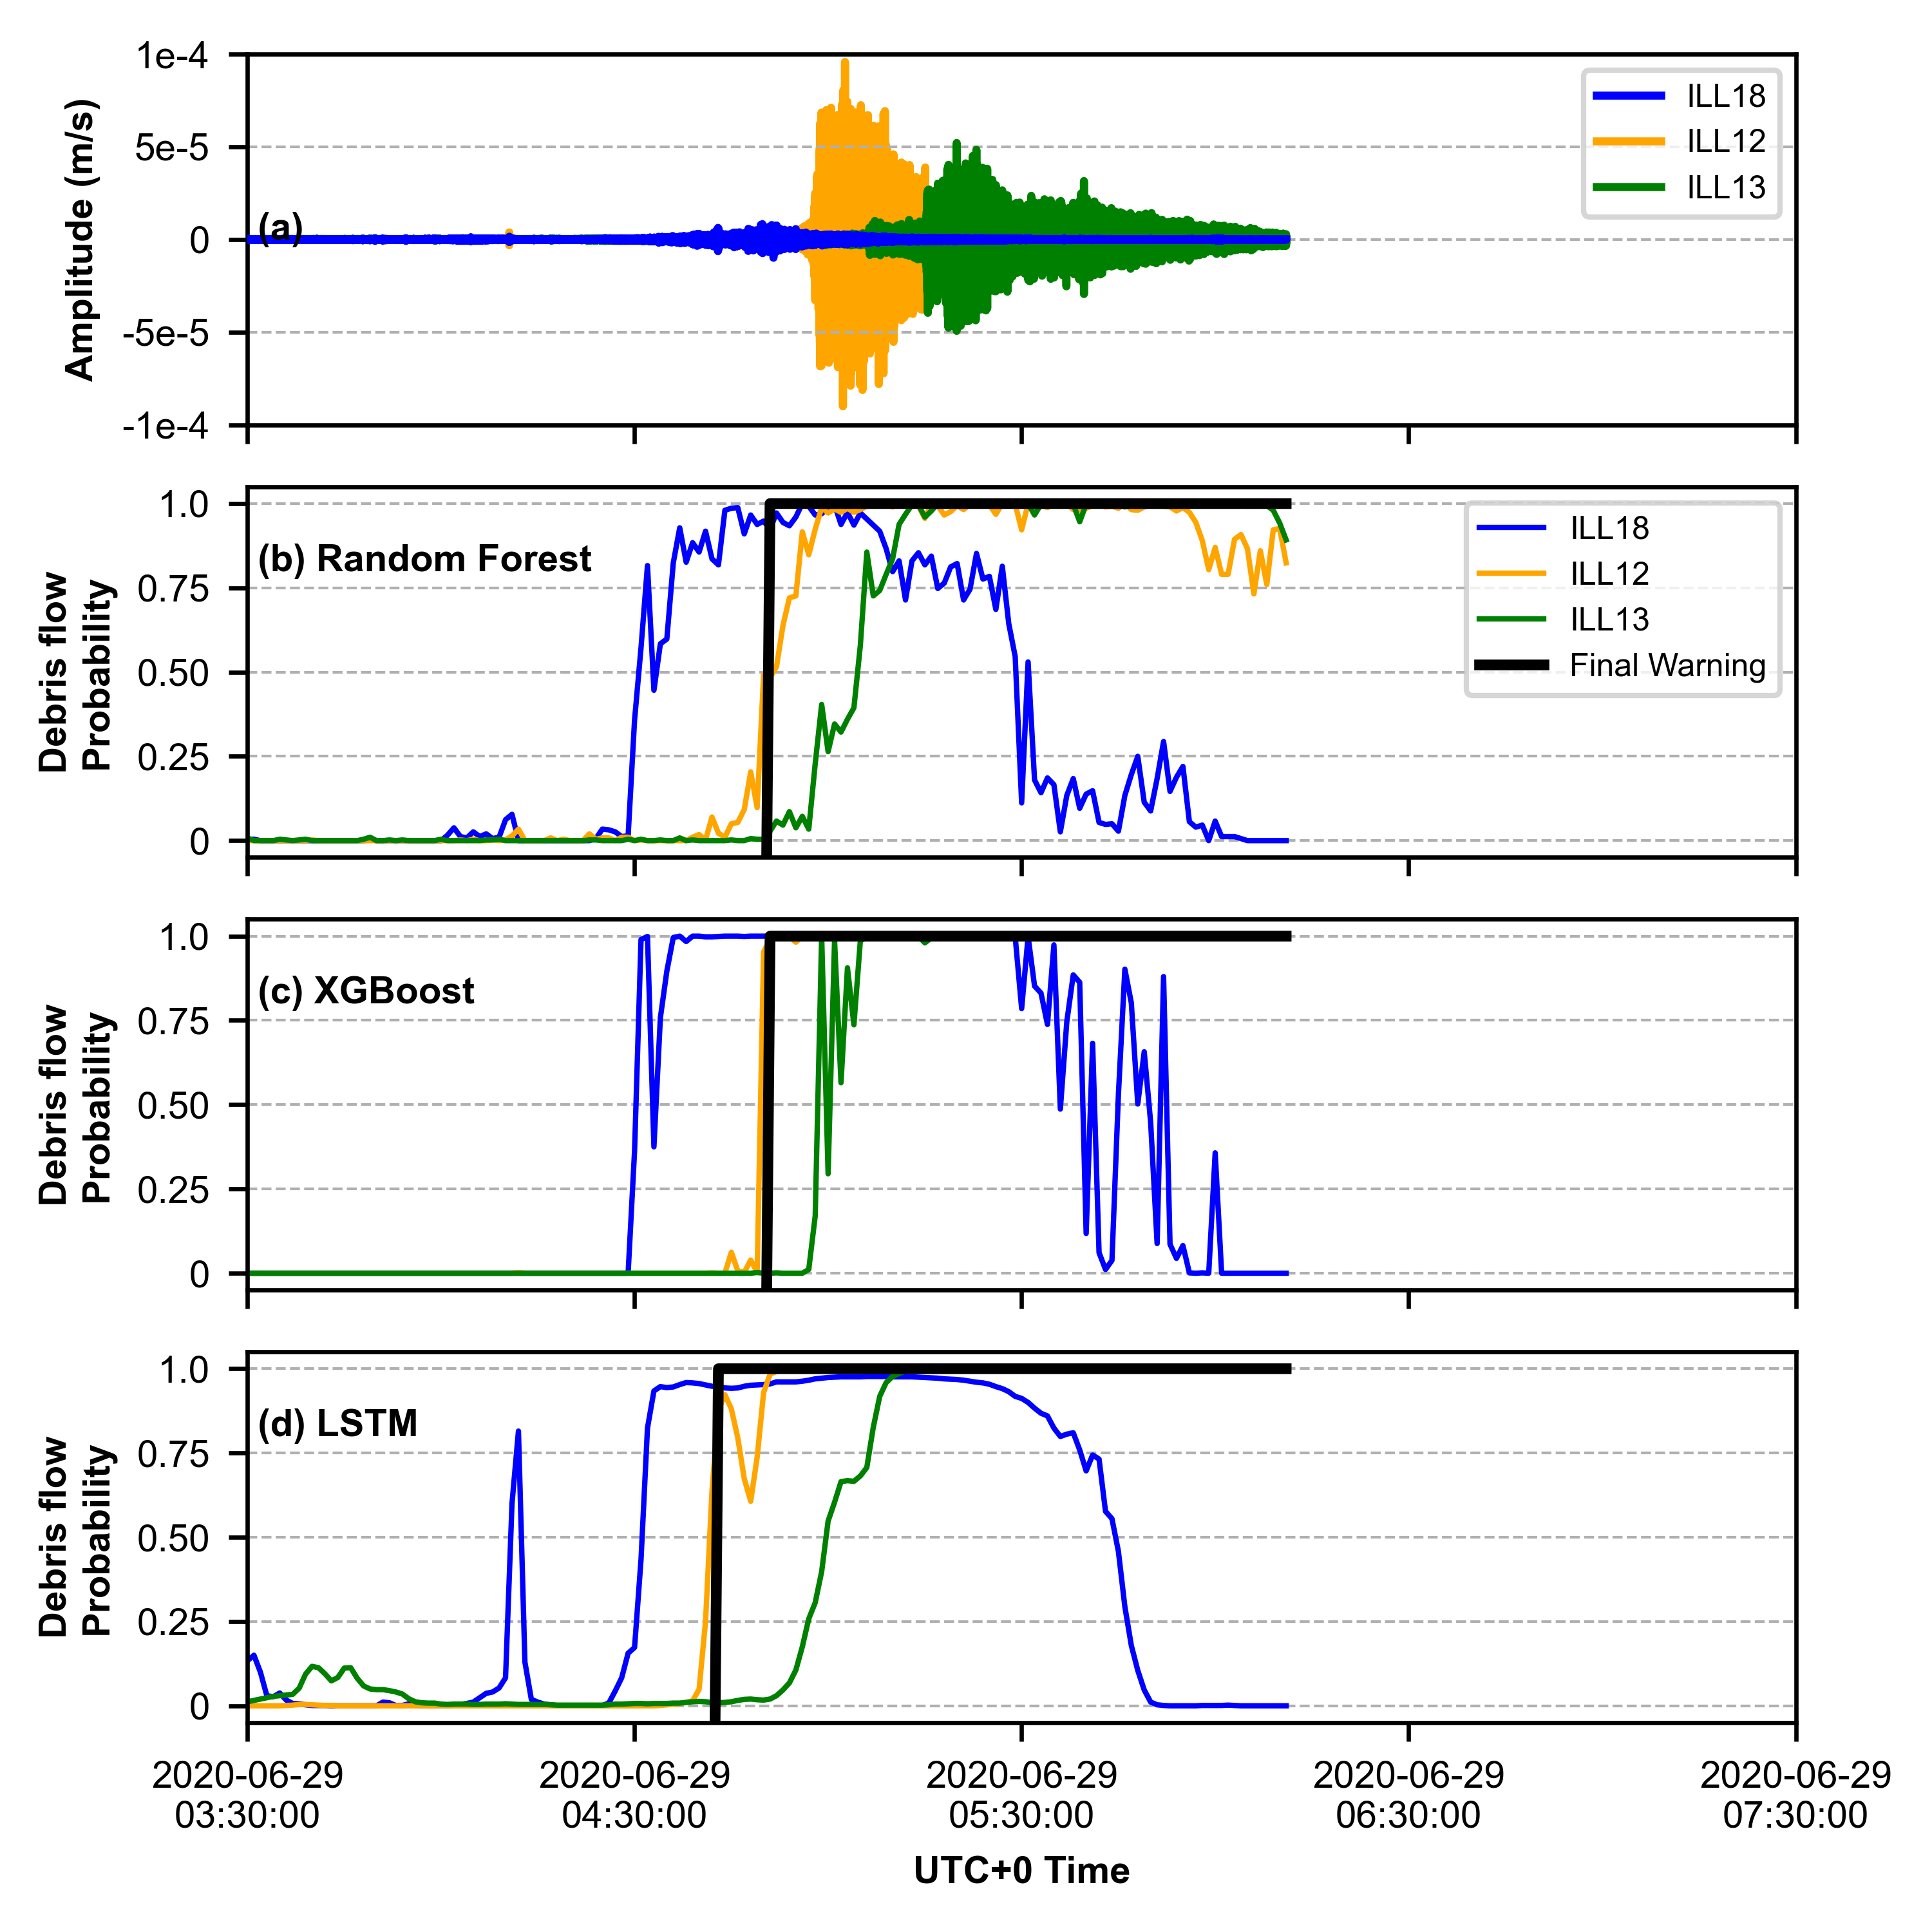 1e-4
5e-5
0
-5e-5
-1e-4
Amplitude (m/s)
(a)
ILL18
ILL12
ILL13
1.0
0.75
0.50
0.25
0
Debris flow
Probability
(b) Random Forest
ILL18
ILL12
ILL13
Final Warning
1.0
0.75
0.50
0.25
0
Debris flow
Probability
(c) XGBoost
1.0
0.75
0.50
0.25
0
Debris flow
Probability
(d) LSTM
2020-06-29
03:30:00
2020-06-29
04:30:00
2020-06-29
05:30:00
2020-06-29
06:30:00
2020-06-29
07:30:00
UTC+0 Time